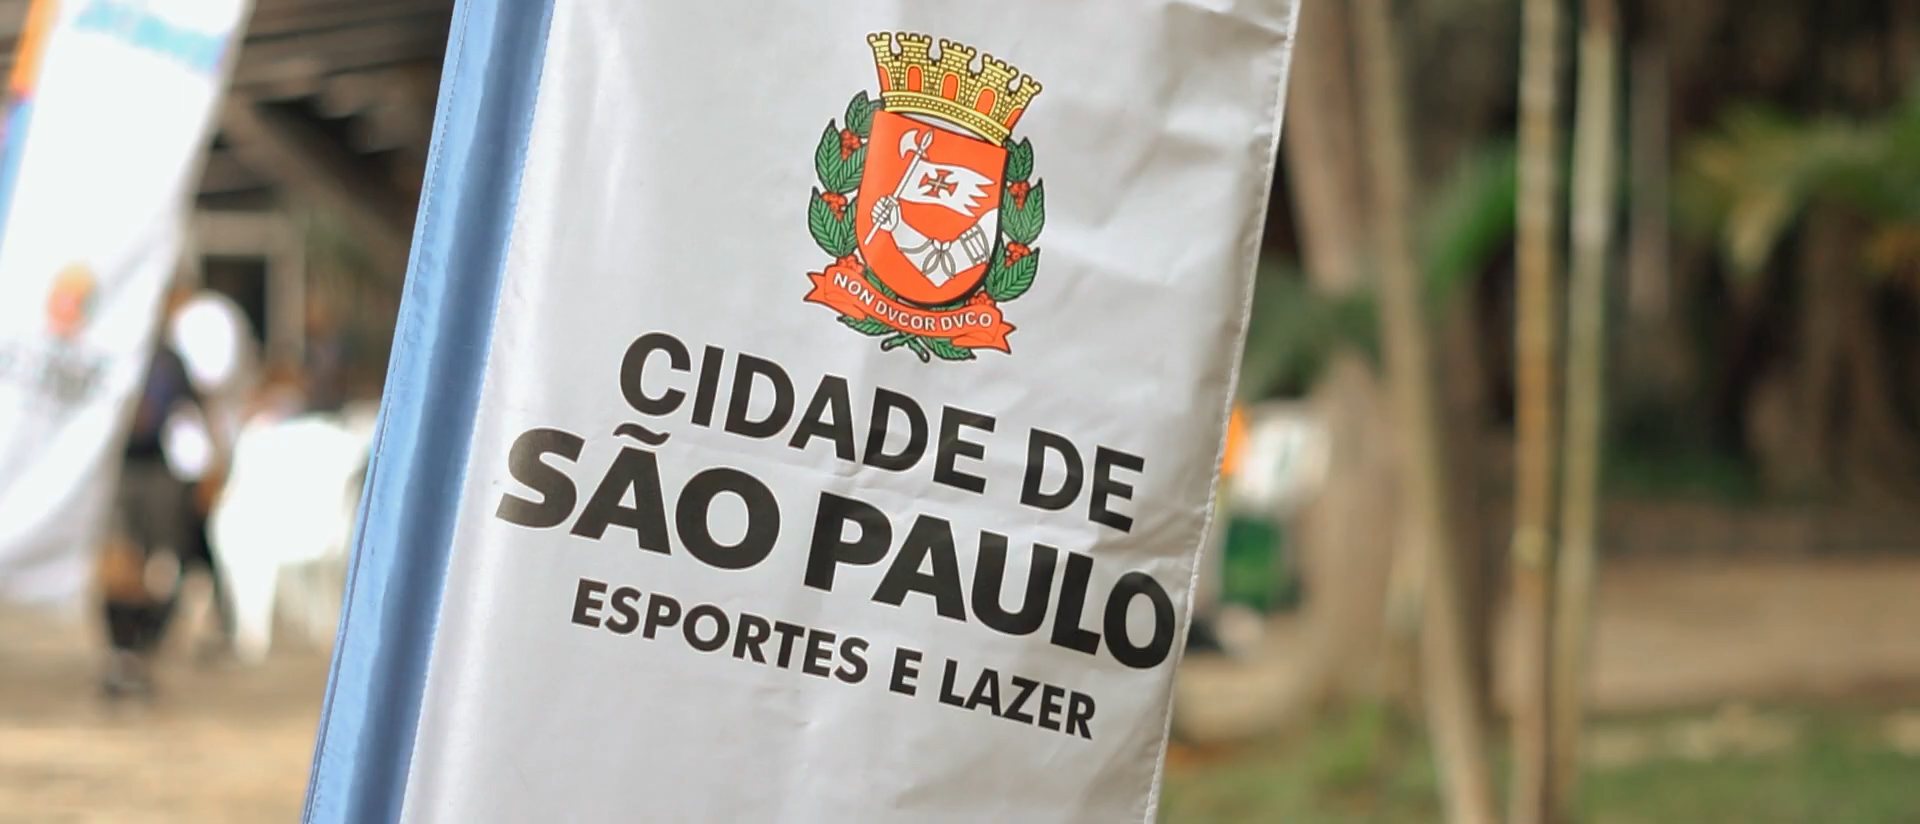 NON DVCOR DVCO
CIDADE DE
SÃO PAULO
ESPORTES E LAZER